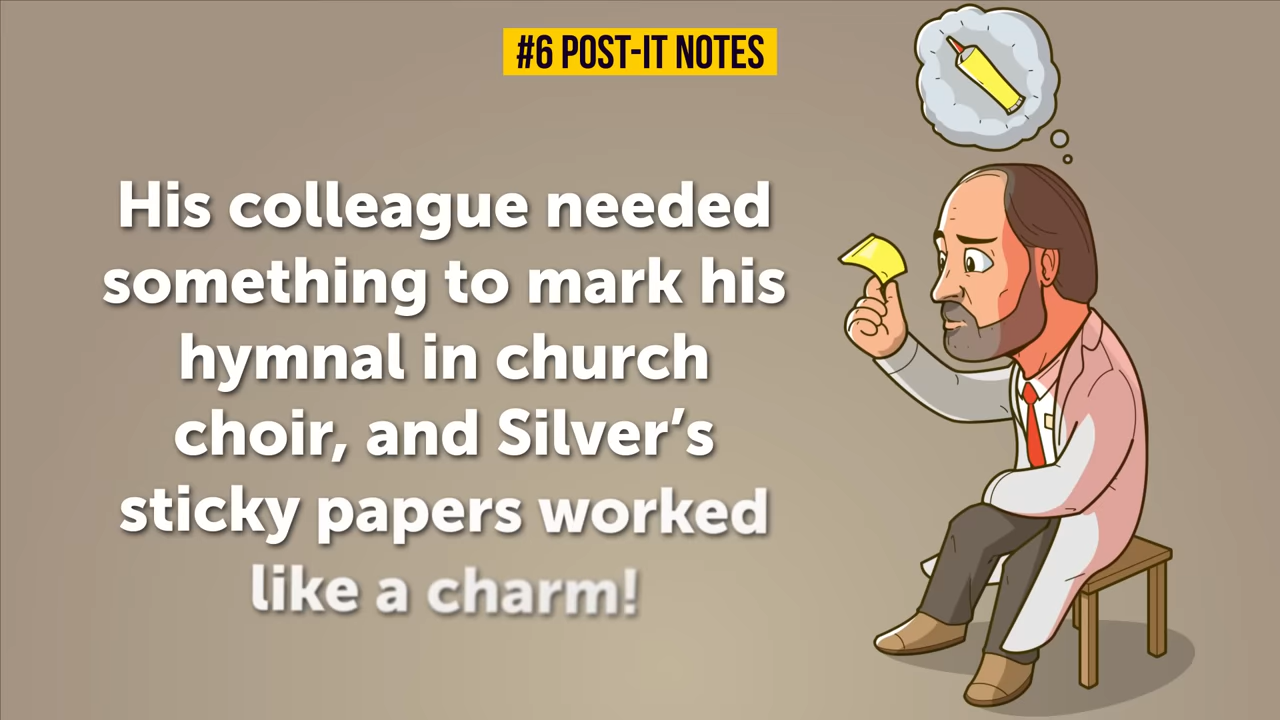 #6 POST-IT NOTES
His colleague needed
something to mark his
hymnal in church
choir, and Silver’s
sticky papers worked
like a charm!